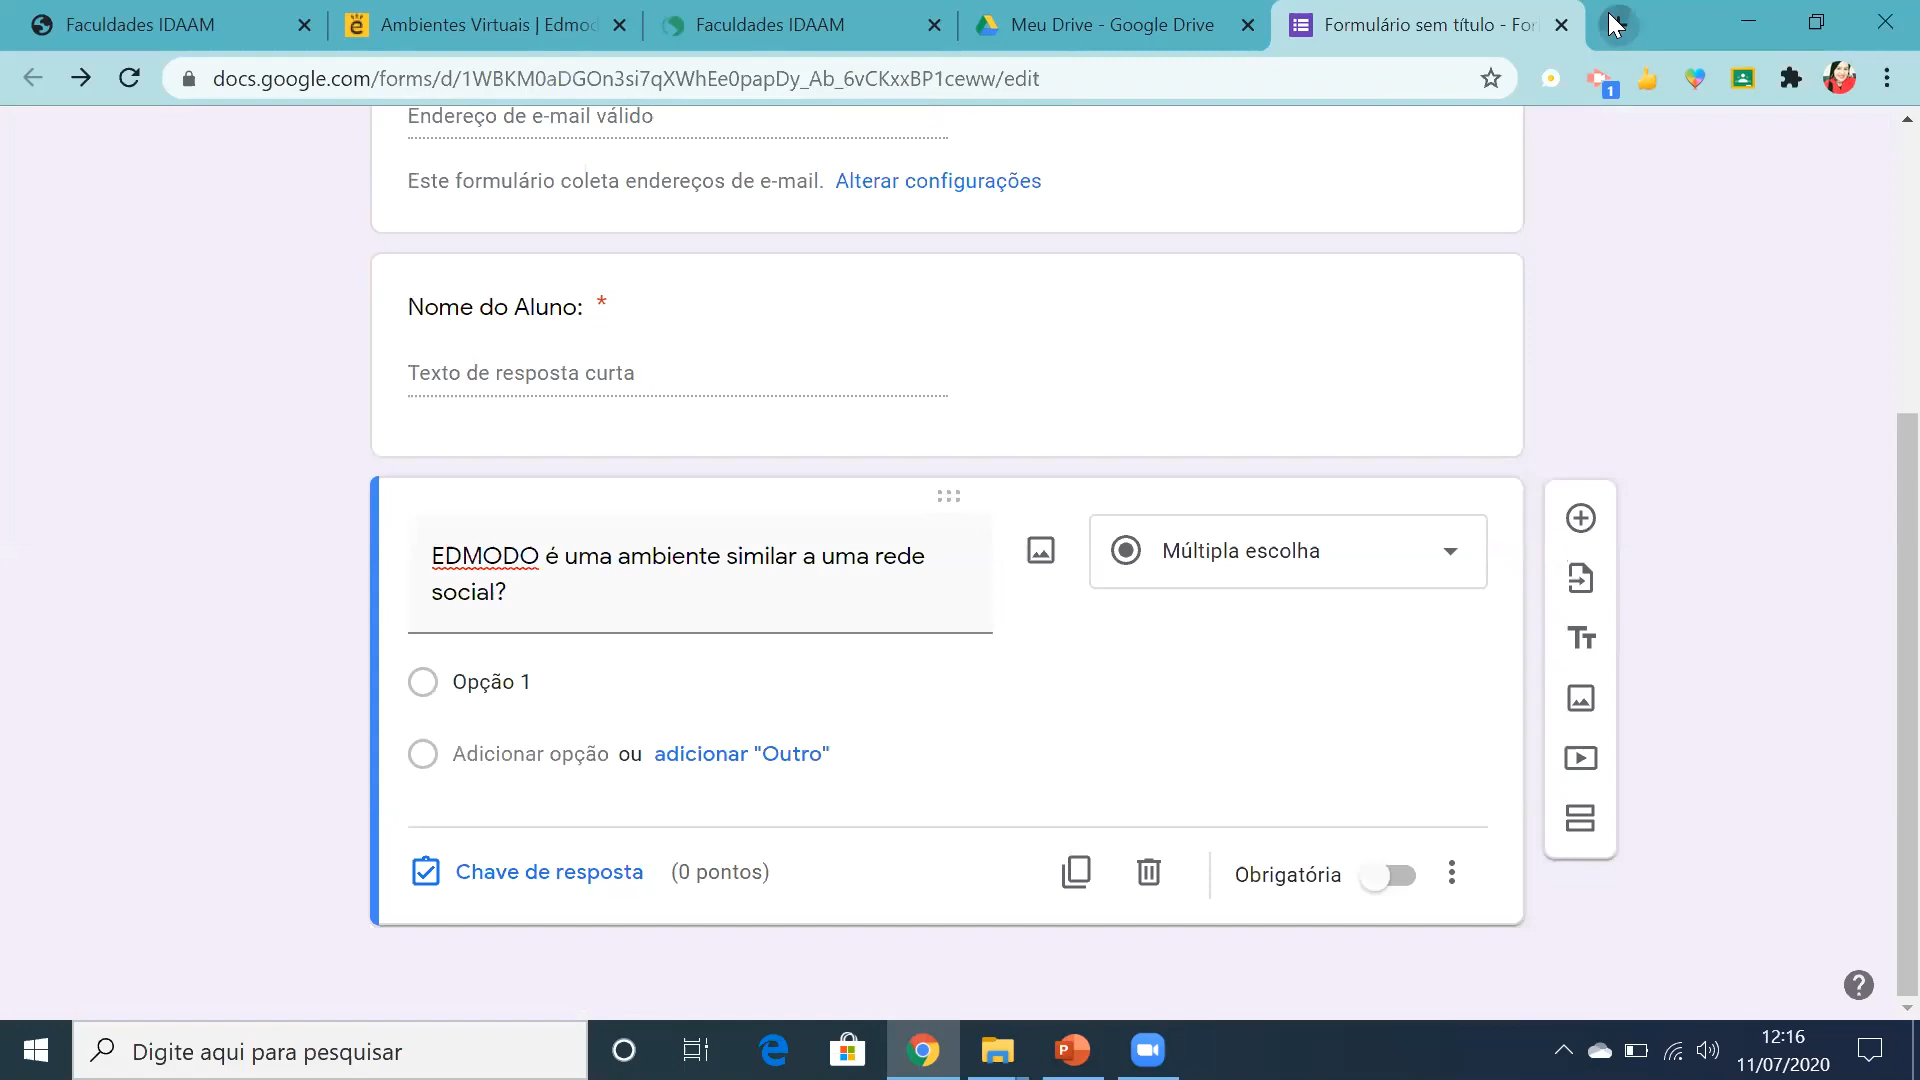 Faculdades IDAAM
Ambientes Virtuais | Edmod
Faculdades IDAAM
Meu Drive - Google Drive
Formulário sem título - For
docs.google.com/forms/d/1WBKM0aDGOn3si7qXWhEe0papDy_Ab_6vCKxxBP1ceww/edit
1
Endereço de e-mail válido
Este formulário coleta endereços de e-mail. Alterar configurações
Nome do Aluno: *
Texto de resposta curta
EDMODO é uma ambiente similar a uma rede
social?
Múltipla escolha
Opção 1
Adicionar opção ou adicionar "Outro"
Chave de resposta (0 pontos)
Obrigatória
Digite aqui para pesquisar
12:16
11/07/2020